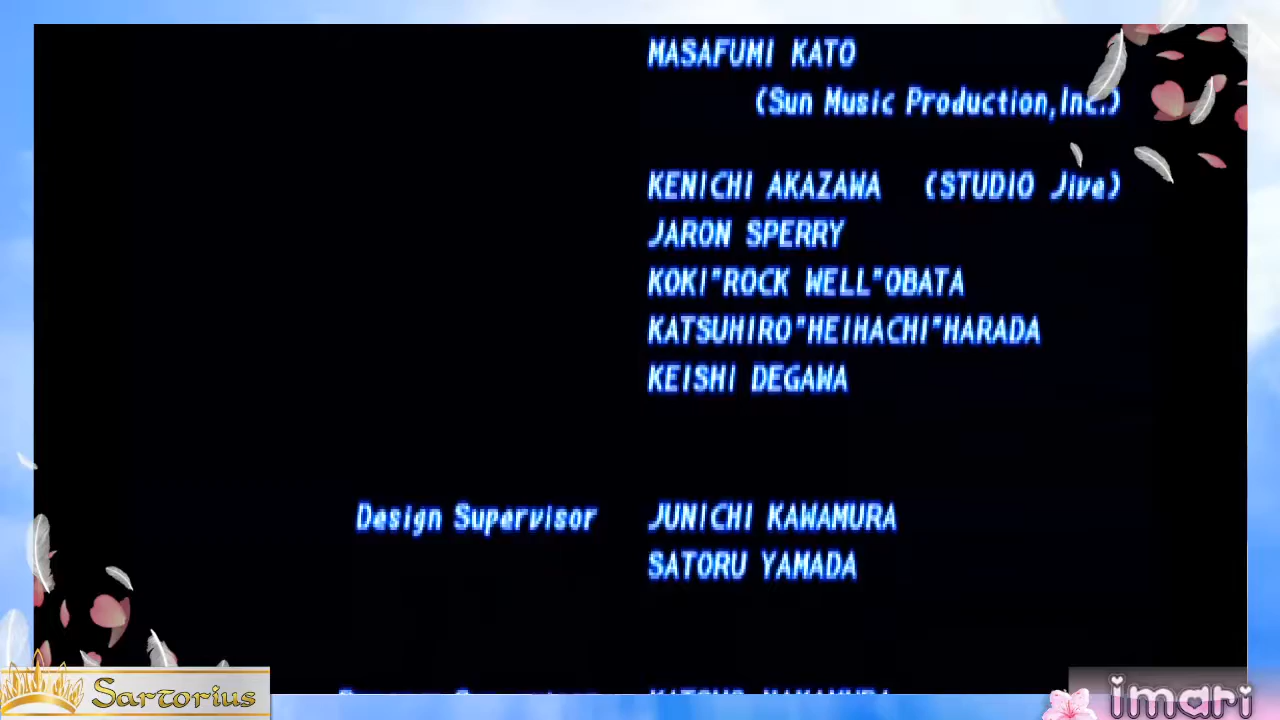 MASAFUMI KATO
(Sun Music Production,Inc.)
KENICHI AKAZAWA (STUDIO Jive)
JARON SPERRY
KOKI"ROCK WELL"OBATA
KATSUHIRO"HEIHACHI"HARADA
KEISHI DEGAWA
Design Supervisor JUNICHI KAWAMURA
SATORU YAMADA
Sartorius
imari